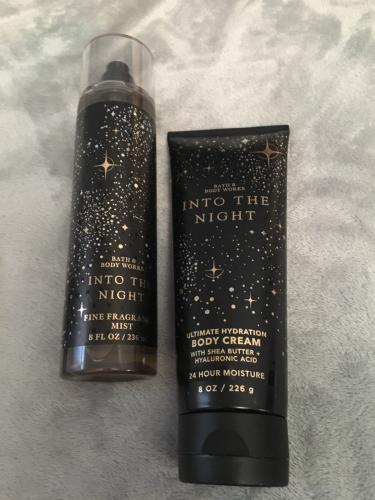 BATH &
BODY WORKS
INTO THE
NIGHT
FINE FRAGRANCE
MIST
8 FL OZ / 236
BATH &
BODY WORKS
INTO THE
NIGHT
ULTIMATE HYDRATION
BODY CREAM
WITH SHEA BUTTER +
HYALURONIC ACID
24 HOUR MOISTURE
8 OZ / 226 g